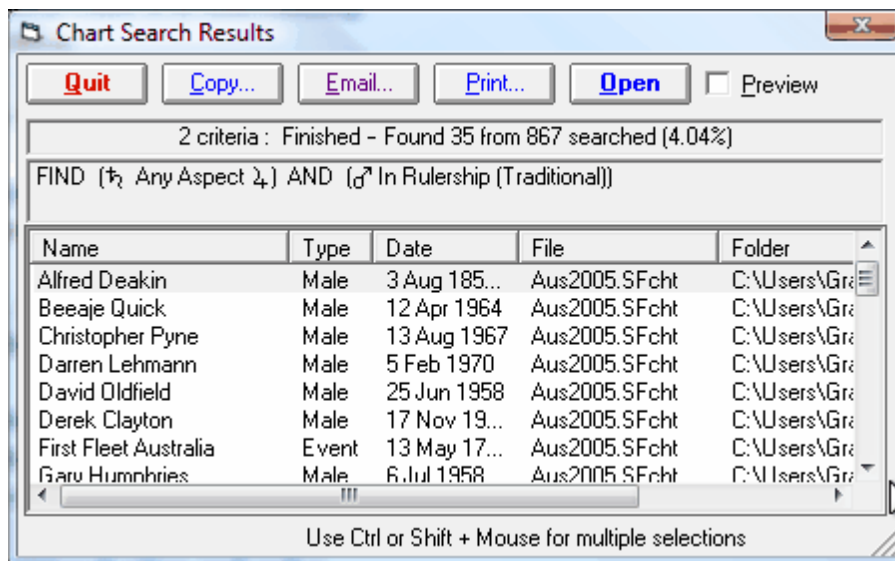 Chart Search Results
Quit Copy... Email... Print... Open Preview
2 criteria : Finished - Found 35 from 867 searched (4.04%)
FIND (♄ Any Aspect ♃) AND (♂ In Rulership (Traditional))
Name Type Date File Folder
Alfred Deakin Male 3 Aug 185... Aus2005.SFcht C:\Users\Gra
Beeaje Quick Male 12 Apr 1964 Aus2005.SFcht C:\Users\Gra
Christopher Pyne Male 13 Aug 1967 Aus2005.SFcht C:\Users\Gra
Darren Lehmann Male 5 Feb 1970 Aus2005.SFcht C:\Users\Gra
David Oldfield Male 25 Jun 1958 Aus2005.SFcht C:\Users\Gra
Derek Clayton Male 17 Nov 19... Aus2005.SFcht C:\Users\Gra
First Fleet Australia Event 13 May 17... Aus2005.SFcht C:\Users\Gra
Gary Humphries Male 6 Jul 1958 Aus2005.SFcht C:\Users\Gra
Use Ctrl or Shift + Mouse for multiple selections